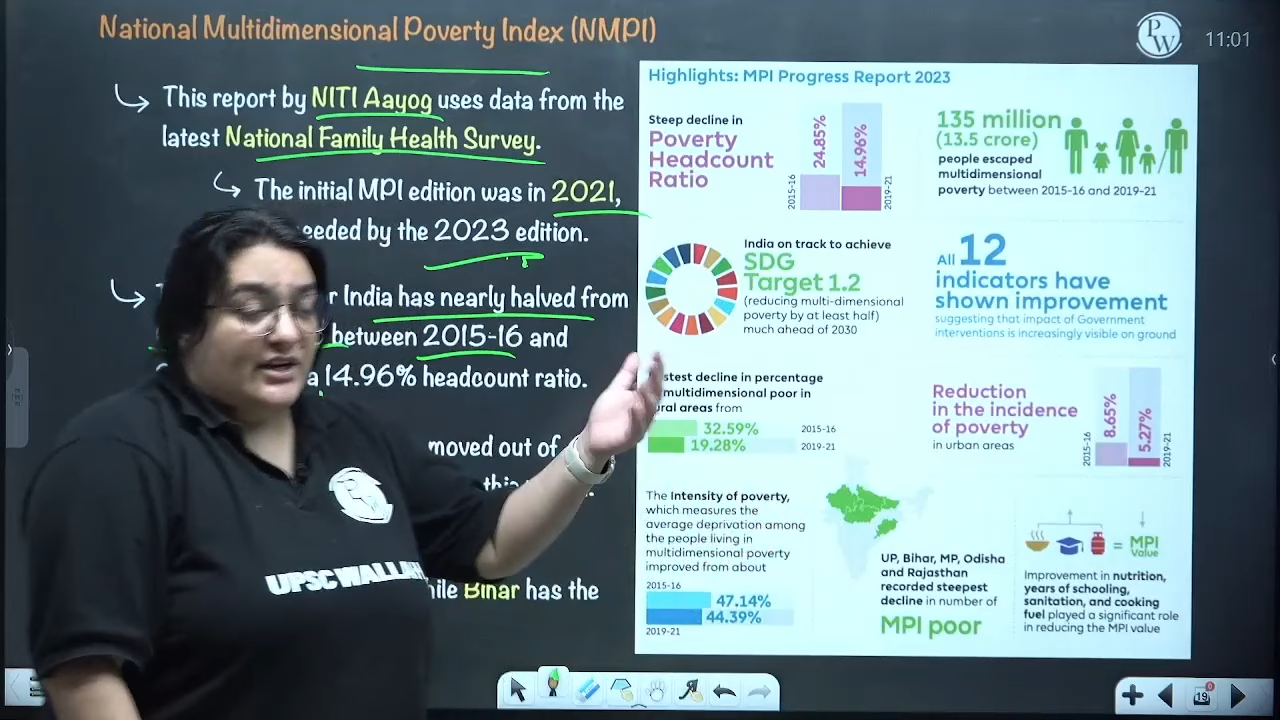 National Multidimensional Poverty Index (NMPI)
PW
11:01
This report by NITI Aayog uses data from the
latest National Family Health Survey.
The initial MPI edition was in 2021,
by the 2023 edition.
India has nearly halved from
between 2015-16 and
a 14.96% headcount ratio.
moved out of
Bihar has the
UPSC WALLAH
Highlights: MPI Progress Report 2023
Steep decline in
Poverty
Headcount
Ratio
2015-16
24.85%
14.96%
2019-21
135 million
(13.5 crore)
people escaped
multidimensional
poverty between 2015-16 and 2019-21
India on track to achieve
SDG
Target 1.2
(reducing multi-dimensional
poverty by at least half)
much ahead of 2030
All 12
indicators have
shown improvement
suggesting that impact of Government
interventions is increasingly visible on ground
decline in percentage
multidimensional poor in
areas from
32.59% 2015-16
19.28% 2019-21
Reduction
in the incidence
of poverty
in urban areas
2015-16
8.65%
5.27%
2019-21
The Intensity of poverty,
which measures the
average deprivation among
the people living in
multidimensional poverty
improved from about
2015-16
47.14%
44.39%
2019-21
UP, Bihar, MP, Odisha
and Rajasthan
recorded steepest
decline in number of
MPI poor
= MPI
Value
Improvement in nutrition,
years of schooling,
sanitation, and cooking
fuel played a significant role
in reducing the MPI value
19